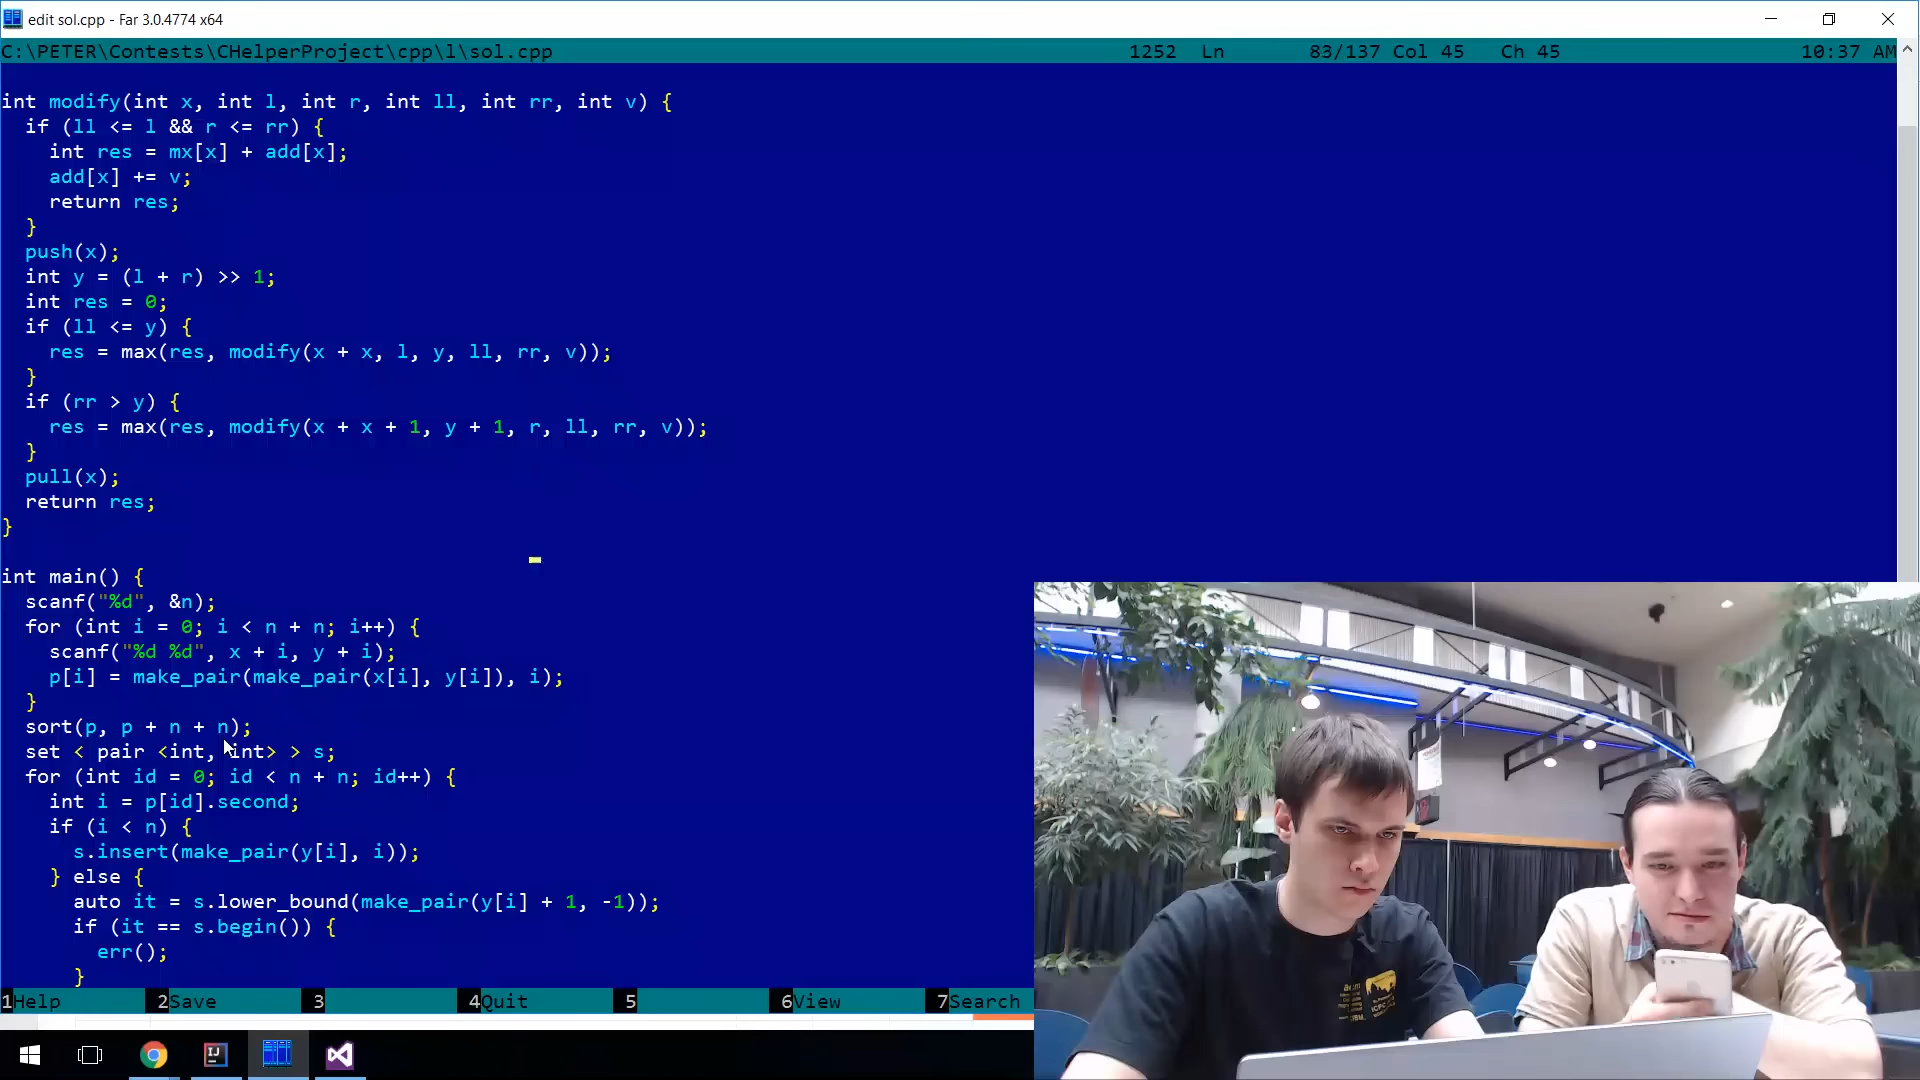 edit sol.cpp - Far 3.0.4774 x64
C:\PETER\Contests\CHelperProject\cpp\l\sol.cpp 1252 Ln 83/137 Col 45 Ch 45 10:37 AM
int modify(int x, int l, int r, int ll, int rr, int v) {
if (ll <= l && r <= rr) {
int res = mx[x] + add[x];
add[x] += v;
return res;
}
push(x);
int y = (l + r) >> 1;
int res = 0;
if (ll <= y) {
res = max(res, modify(x + x, l, y, ll, rr, v));
}
if (rr > y) {
res = max(res, modify(x + x + 1, y + 1, r, ll, rr, v));
}
pull(x);
return res;
}
int main() {
scanf("%d", &n);
for (int i = 0; i < n + n; i++) {
scanf("%d %d", x + i, y + i);
p[i] = make_pair(make_pair(x[i], y[i]), i);
}
sort(p, p + n + n);
set < pair <int, int> > s;
for (int id = 0; id < n + n; id++) {
int i = p[id].second;
if (i < n) {
s.insert(make_pair(y[i], i));
} else {
auto it = s.lower_bound(make_pair(y[i] + 1, -1));
if (it == s.begin()) {
err();
}
1Help 2Save 3 4Quit 5 6View 7Search